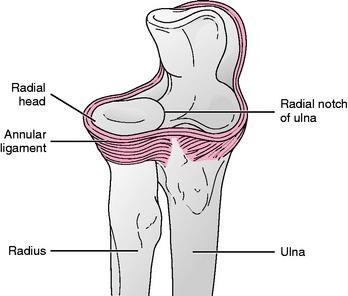 Radial
head
Annular
ligament
Radius
Radial notch
of ulna
Ulna